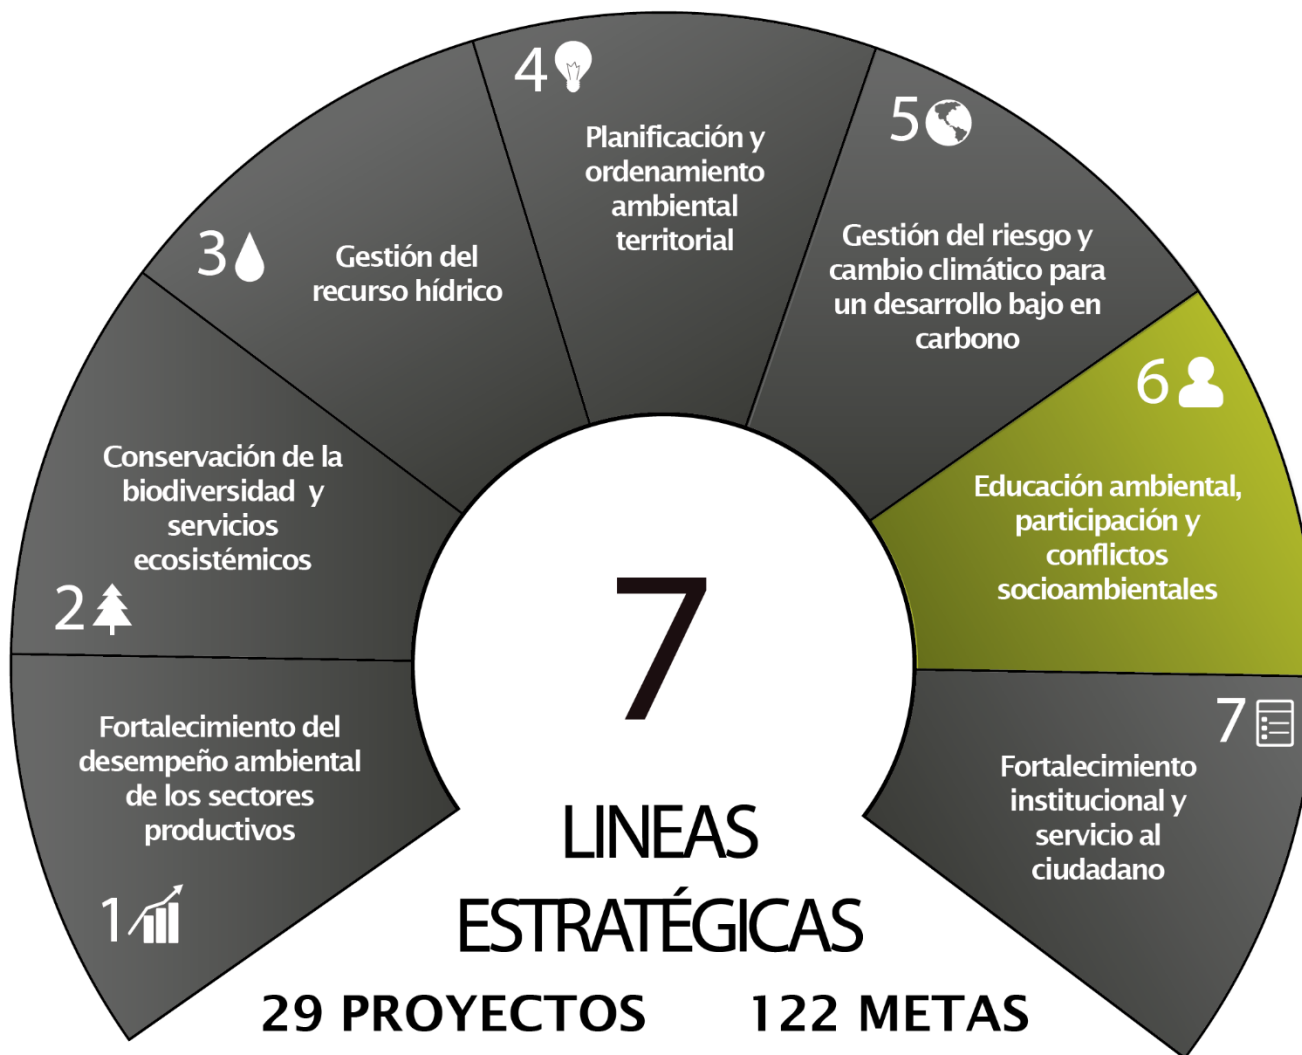 1
Fortalecimiento del
desempeño ambiental
de los sectores
productivos
2
Conservación de la
biodiversidad y
servicios
ecosistémicos
3
Gestión del
recurso hídrico
4
Planificación y
ordenamiento
ambiental
territorial
5
Gestión del riesgo y
cambio climático para
un desarrollo bajo en
carbono
6
Educación ambiental,
participación y
conflictos
socioambientales
7
Fortalecimiento
institucional y
servicio al
ciudadano
7
LINEAS
ESTRATÉGICAS
29 PROYECTOS 122 METAS